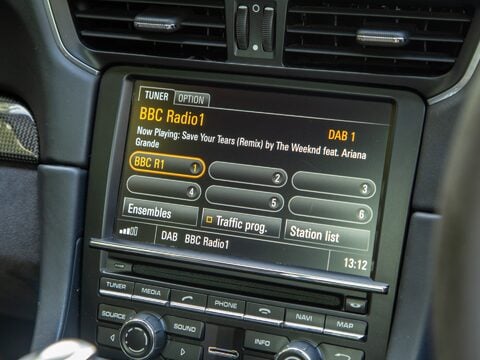 TUNER OPTION
BBC Radio1 DAB 1
Now Playing: Save Your Tears (Remix) by The Weeknd feat. Ariana
Grande
BBC R1 1 2 3
4 5 6
Ensembles Traffic prog. Station list
DAB BBC Radio1 13:12
TUNER MEDIA PHONE NAVI MAP
SOURCE SOUND INFO